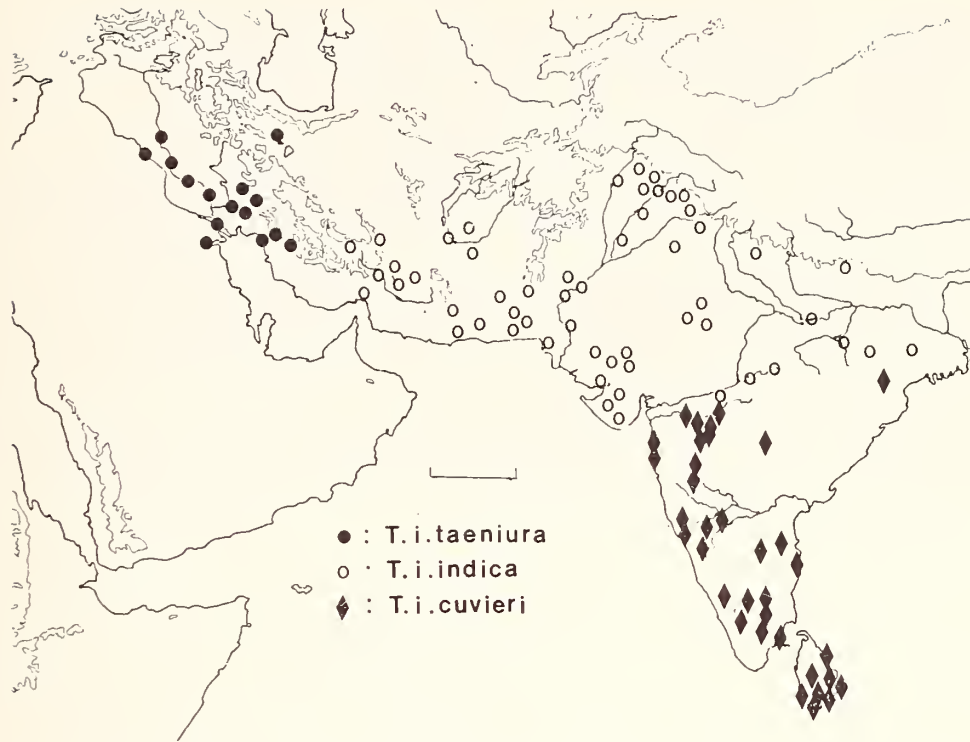 ● : T.i.taeniura
○ · T.i.indica
♦ : T.i.cuvieri